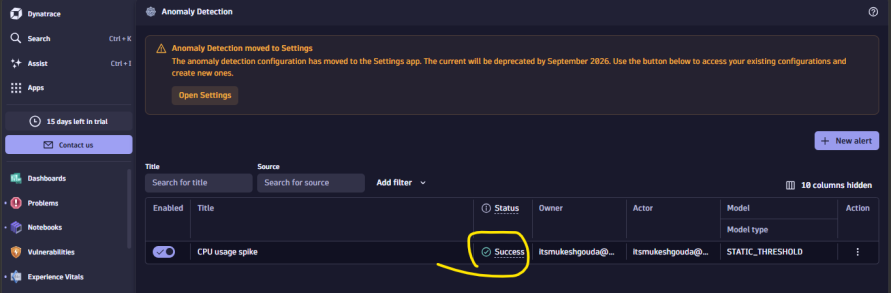 Dynatrace
Anomaly Detection
Search Ctrl + K
Assist Ctrl + I
Apps
15 days left in trial
Contact us
Dashboards
Problems
Notebooks
Vulnerabilities
Experience Vitals
Anomaly Detection moved to Settings
The anomaly detection configuration has moved to the Settings app. The current will be deprecated by September 2026. Use the button below to access your existing configurations and
create new ones.
Open Settings
New alert
Title Source
Search for title Search for source Add filter
10 columns hidden
Enabled Title Status Owner Actor Model Action
Model type
CPU usage spike Success itsmukeshgouda@... itsmukeshgouda@... STATIC_THRESHOLD